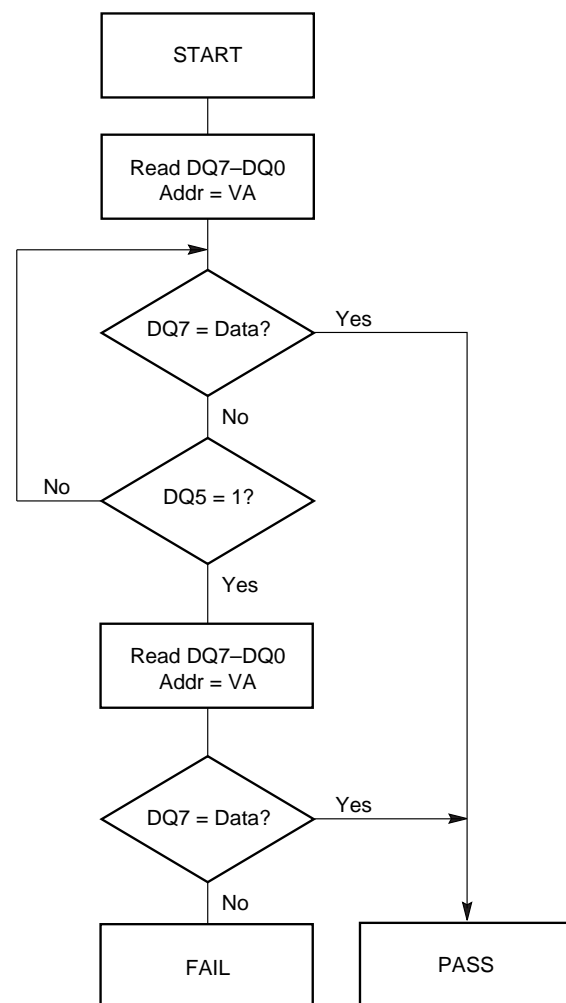 START
Read DQ7–DQ0
Addr = VA
DQ7 = Data?
Yes
No
DQ5 = 1?
No
Yes
Read DQ7–DQ0
Addr = VA
DQ7 = Data?
Yes
No
FAIL
PASS